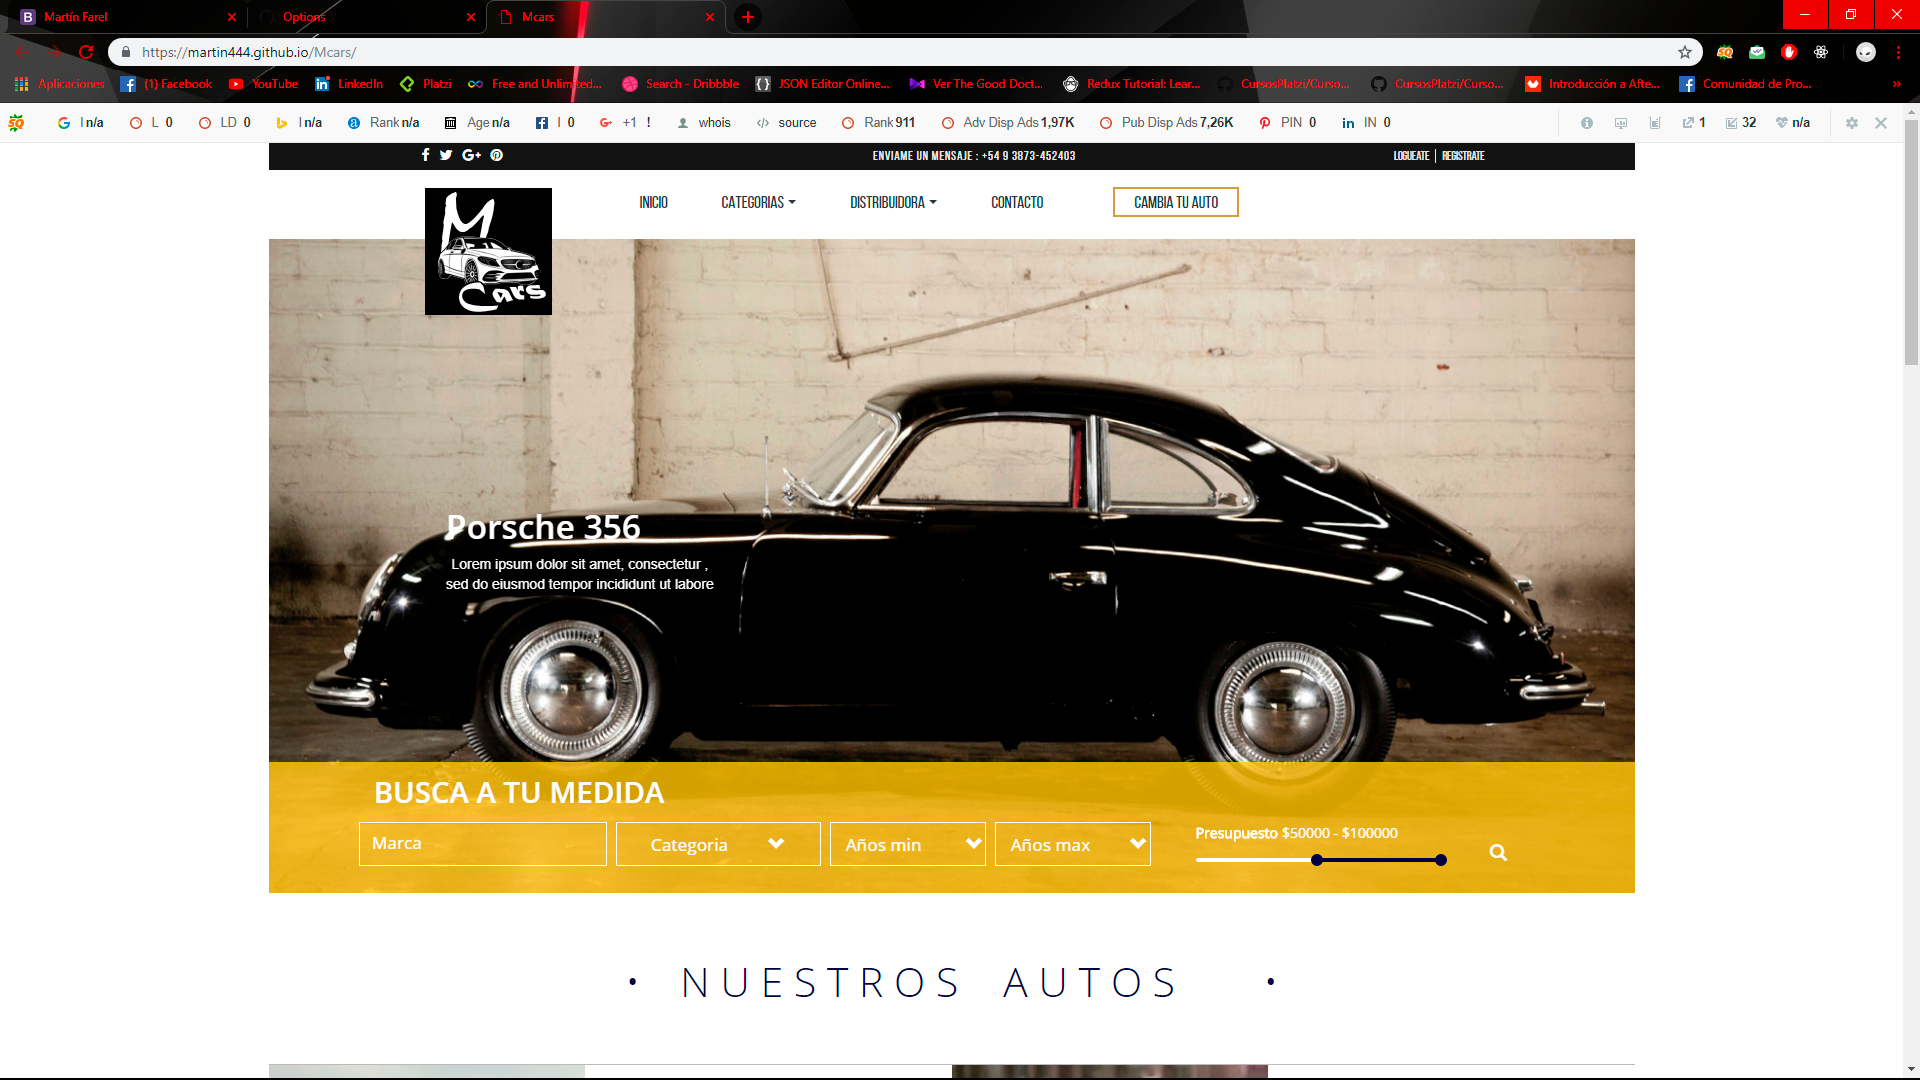 Martín Farel
Options
Mcars
https://martin444.github.io/Mcars/
Aplicaciones
(1) Facebook
YouTube
LinkedIn
Platzi
Free and Unlimited...
Search - Dribbble
JSON Editor Online...
Ver The Good Doct...
Redux Tutorial: Lear...
CursosPlatzi/Curso...
CursosPlatzi/Curso...
Introducción a Afte...
Comunidad de Pro...
SQ
I n/a
L 0
LD 0
I n/a
Rank n/a
Age n/a
I 0
+1 !
whois
source
Rank 911
Adv Disp Ads 1,97K
Pub Disp Ads 7,26K
PIN 0
IN 0
1
32
n/a
ENVIAME UN MENSAJE : +54 9 3873-452403
LOGUEATE | REGISTRATE
M
Cars
INICIO
CATEGORIAS
DISTRIBUIDORA
CONTACTO
CAMBIA TU AUTO
Porsche 356
Lorem ipsum dolor sit amet, consectetur ,
sed do eiusmod tempor incididunt ut labore
BUSCA A TU MEDIDA
Marca
Categoria
Años min
Años max
Presupuesto $50000 - $100000
• NUESTROS AUTOS •